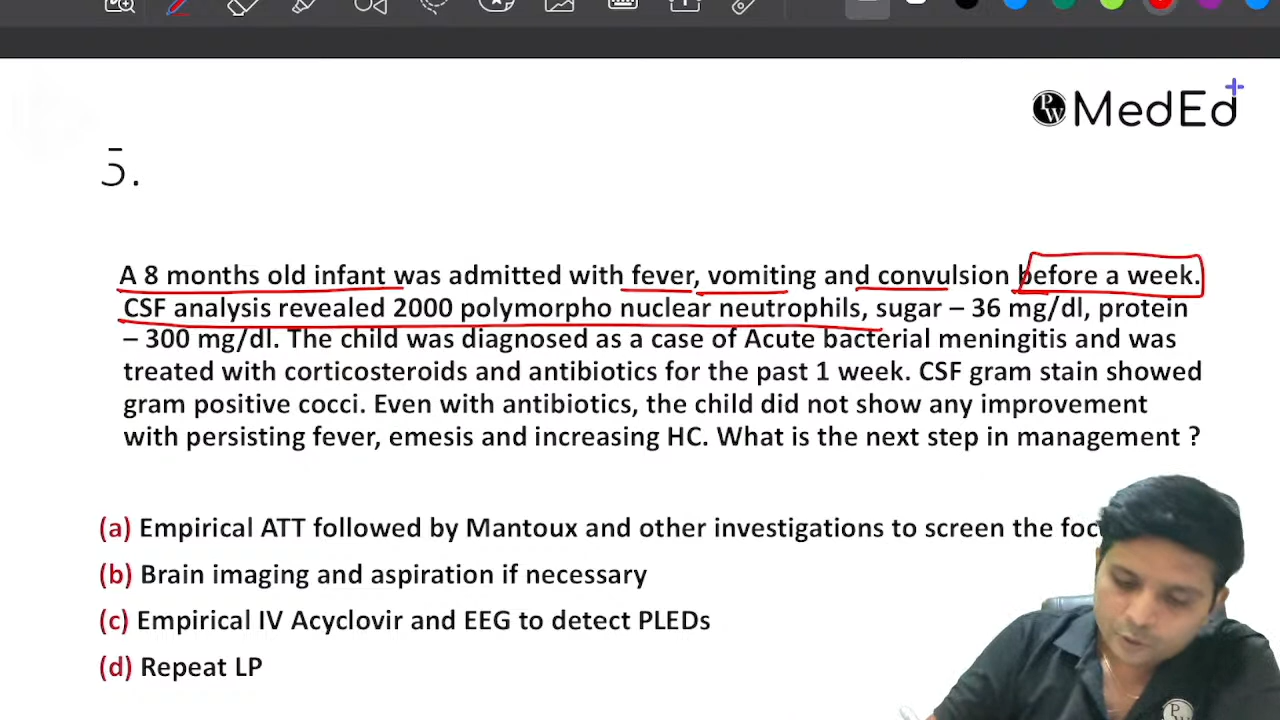 PW MedEd+
5.
A 8 months old infant was admitted with fever, vomiting and convulsion before a week.
CSF analysis revealed 2000 polymorpho nuclear neutrophils, sugar – 36 mg/dl, protein
– 300 mg/dl. The child was diagnosed as a case of Acute bacterial meningitis and was
treated with corticosteroids and antibiotics for the past 1 week. CSF gram stain showed
gram positive cocci. Even with antibiotics, the child did not show any improvement
with persisting fever, emesis and increasing HC. What is the next step in management ?
(a) Empirical ATT followed by Mantoux and other investigations to screen the
(b) Brain imaging and aspiration if necessary
(c) Empirical IV Acyclovir and EEG to detect PLEDs
(d) Repeat LP